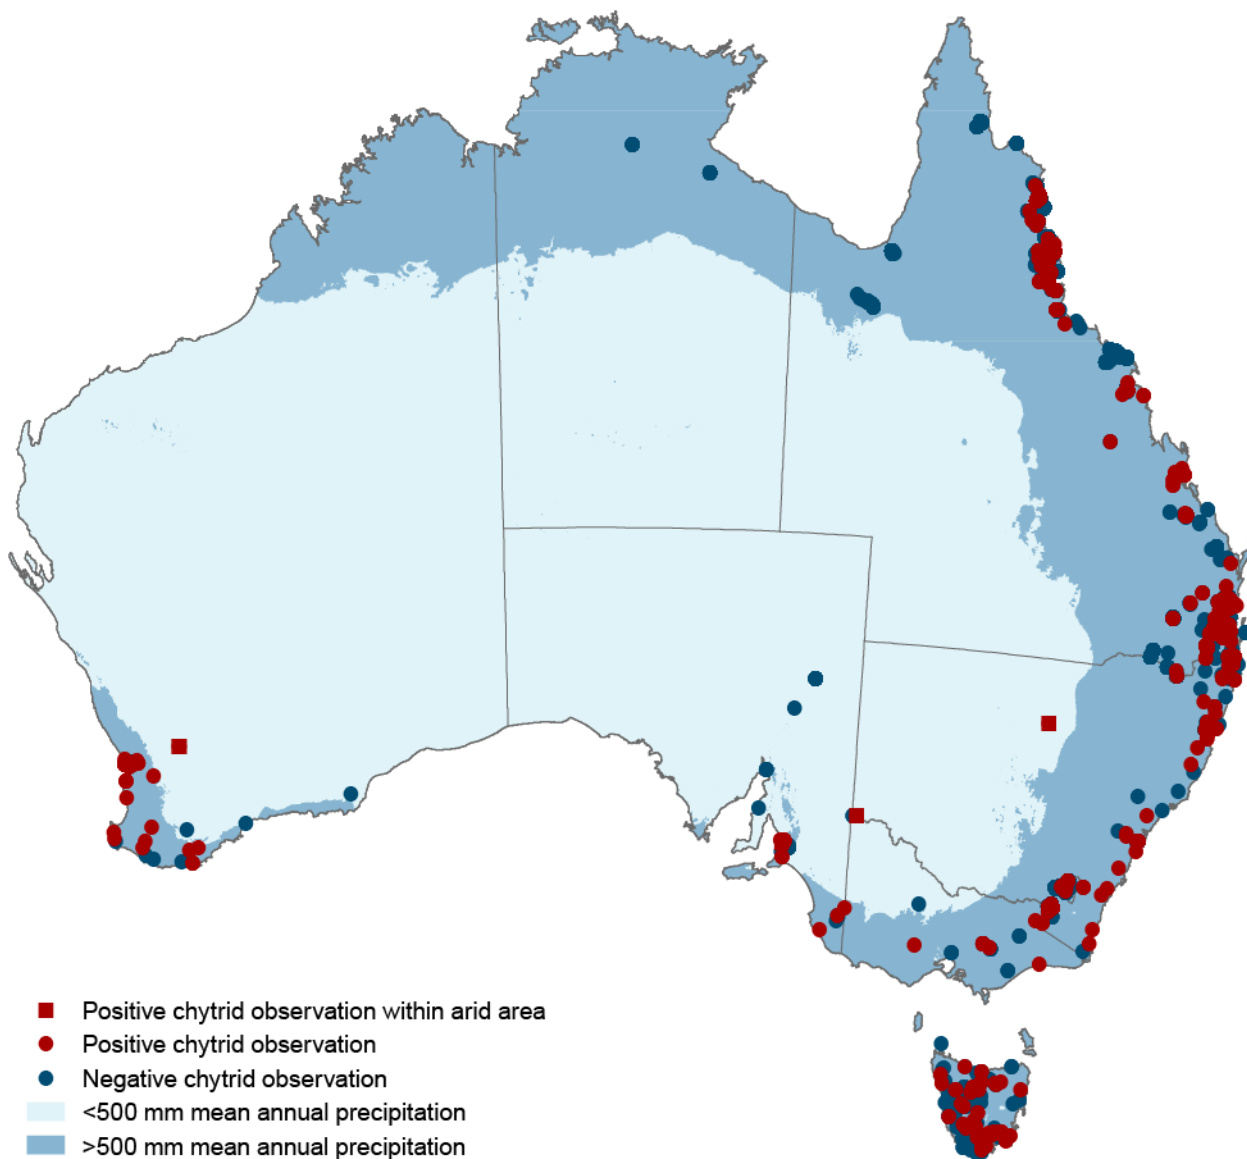 Positive chytrid observation within arid area
Positive chytrid observation
Negative chytrid observation
<500 mm mean annual precipitation
>500 mm mean annual precipitation